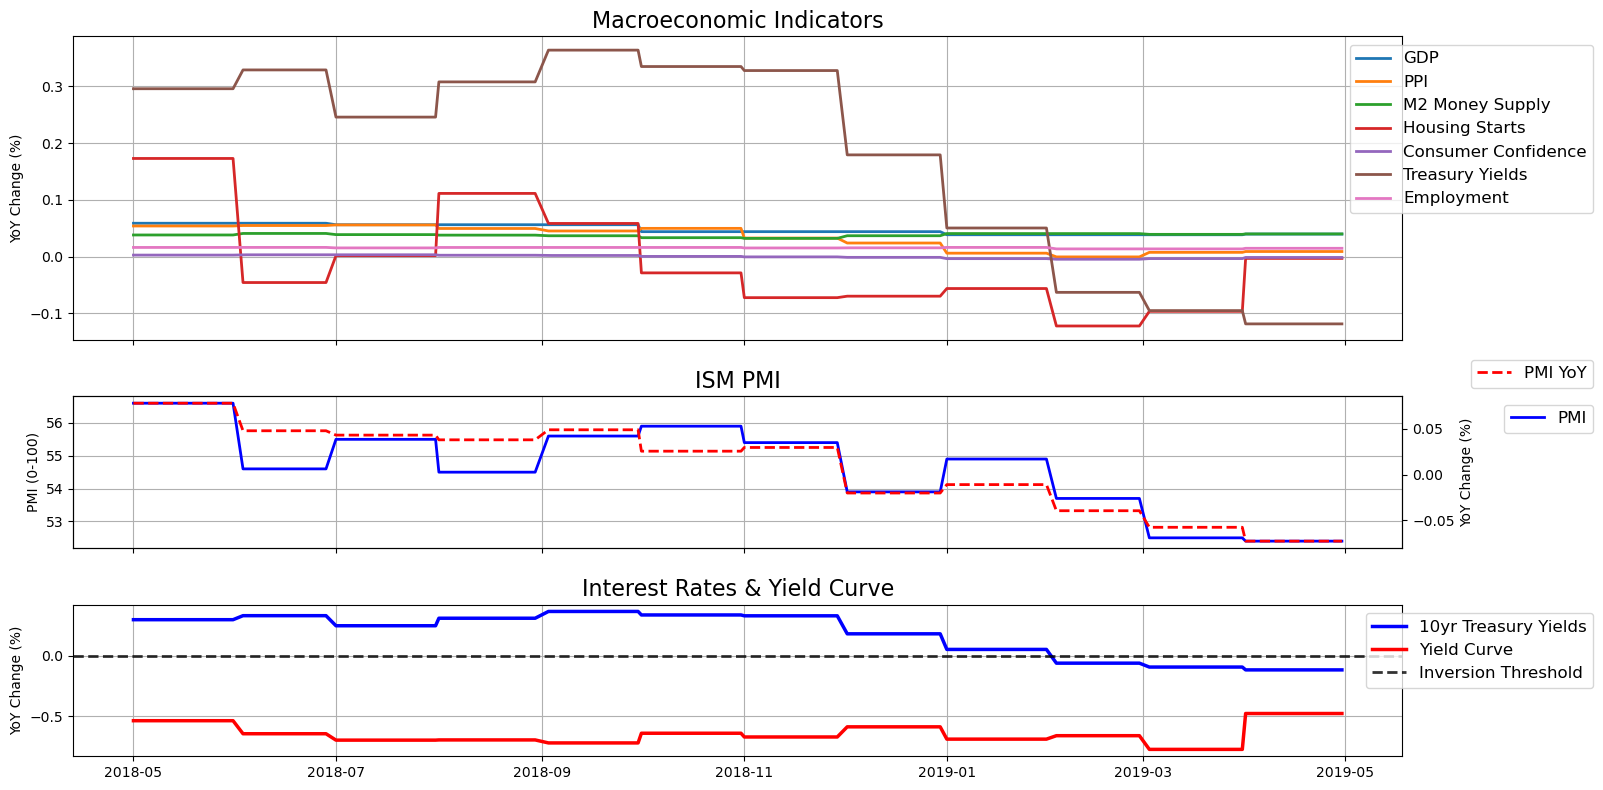 Macroeconomic Indicators
YoY Change (%)
0.3
0.2
0.1
0.0
−0.1
GDP
PPI
M2 Money Supply
Housing Starts
Consumer Confidence
Treasury Yields
Employment
ISM PMI
PMI (0-100)
56
55
54
53
0.05
0.00
−0.05
YoY Change (%)
PMI YoY
PMI
Interest Rates & Yield Curve
YoY Change (%)
0.0
−0.5
10yr Treasury Yields
Yield Curve
Inversion Threshold
2018-05
2018-07
2018-09
2018-11
2019-01
2019-03
2019-05